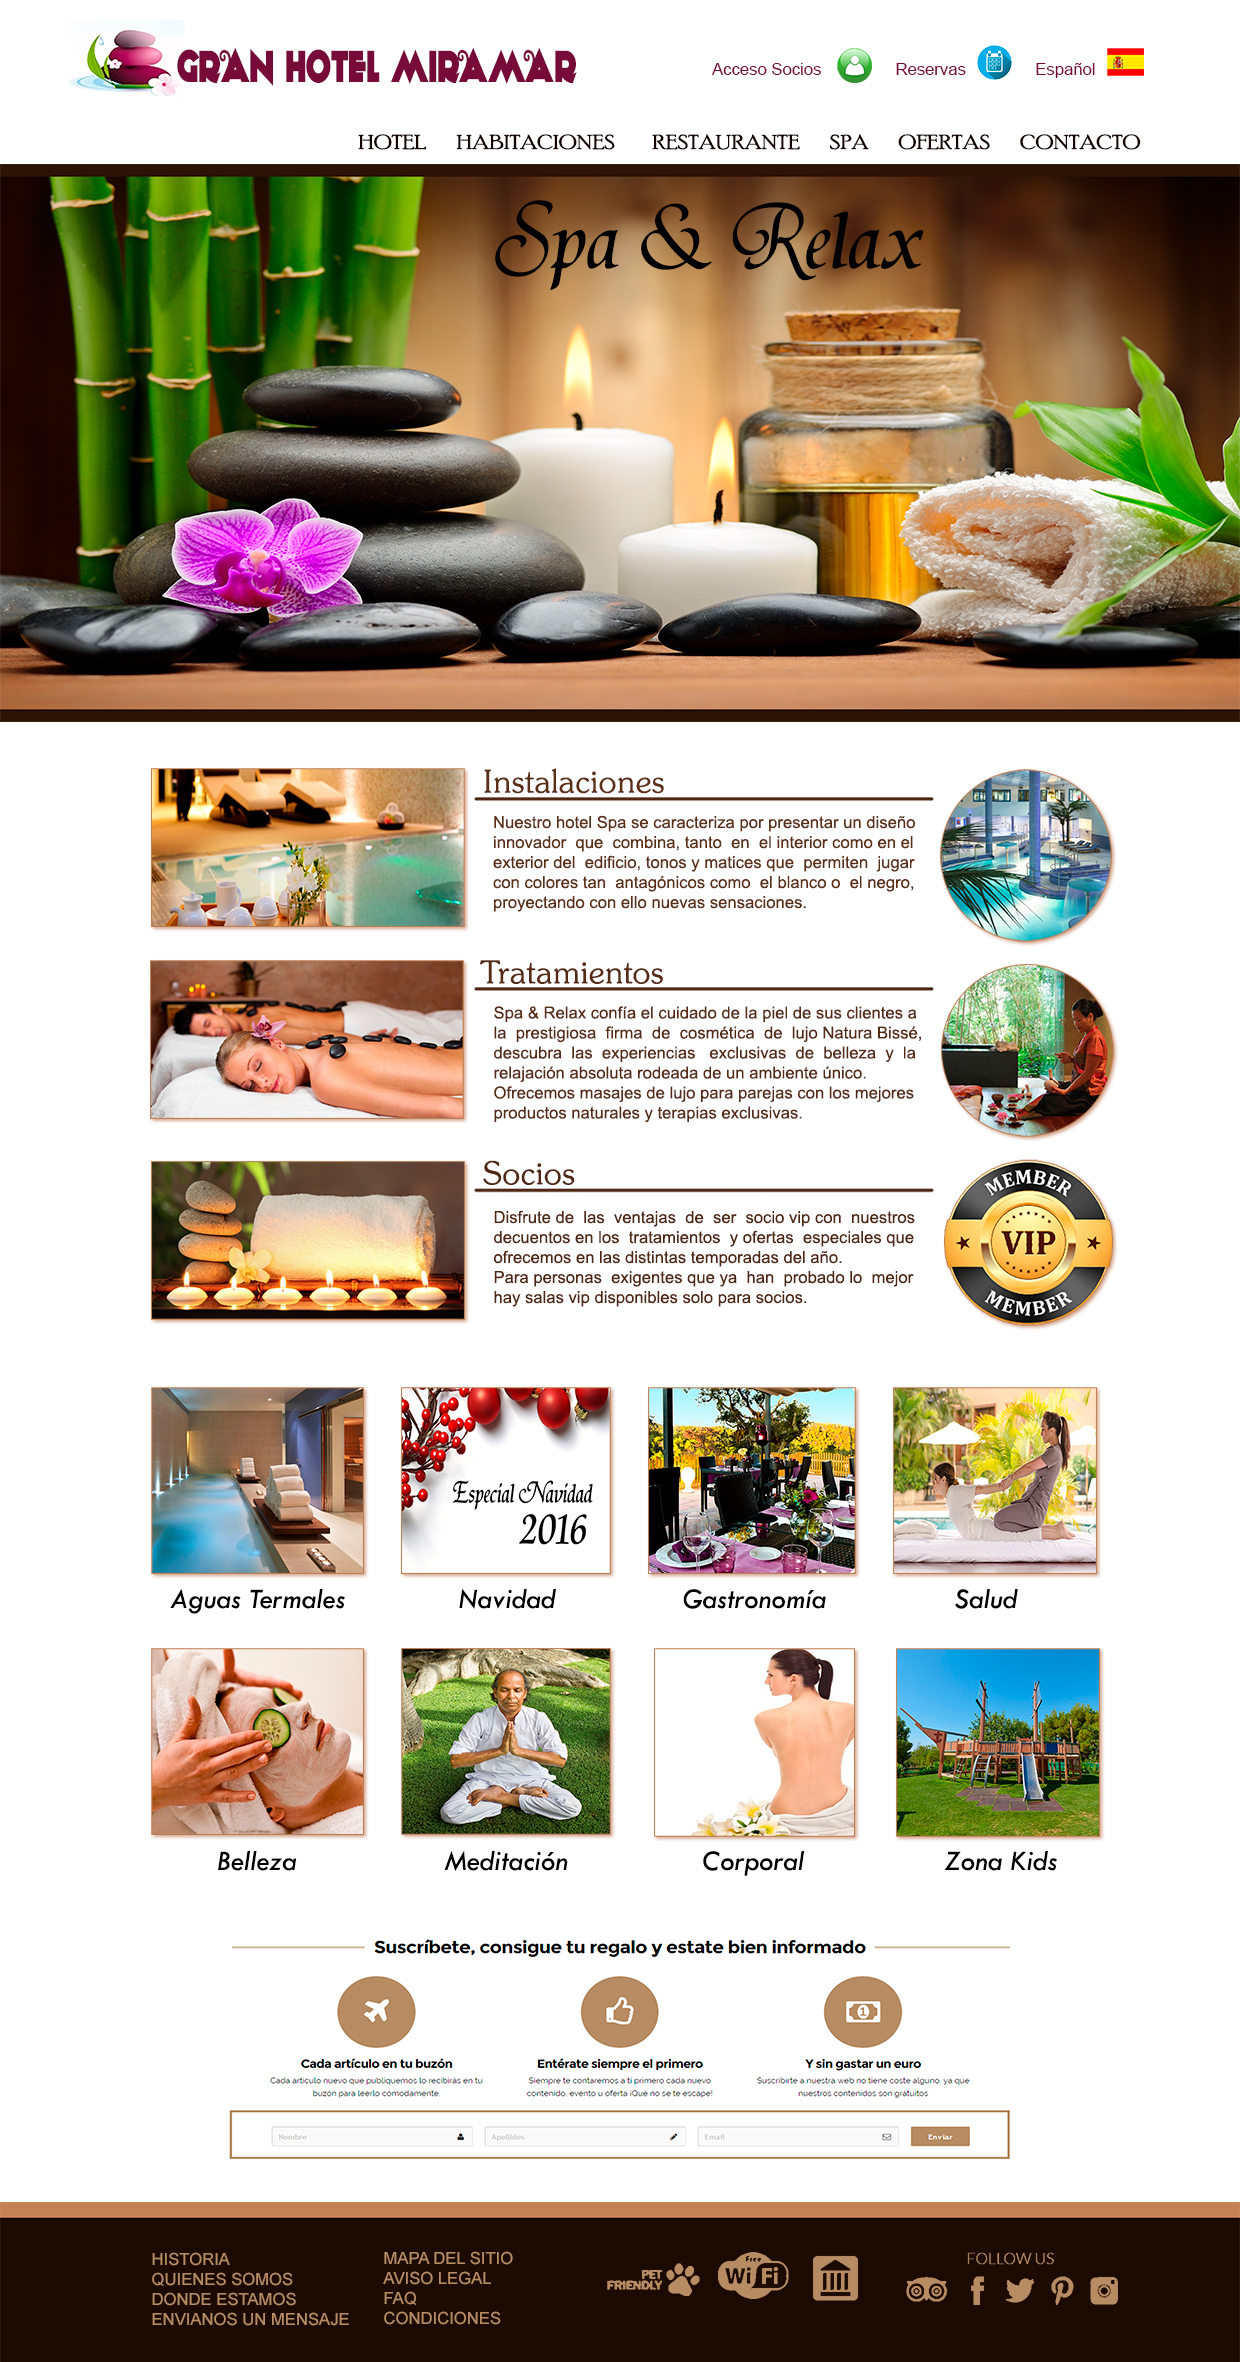 GRAN HOTEL MIRAMAR
Acceso Socios
Reservas
Español
HOTEL HABITACIONES RESTAURANTE SPA OFERTAS CONTACTO
Spa & Relax
Instalaciones
Nuestro hotel Spa se caracteriza por presentar un diseño
innovador que combina, tanto en el interior como en el
exterior del edificio, tonos y matices que permiten jugar
con colores tan antagónicos como el blanco o el negro,
proyectando con ello nuevas sensaciones.
Tratamientos
Spa & Relax confía el cuidado de la piel de sus clientes a
la prestigiosa firma de cosmética de lujo Natura Bissé,
descubra las experiencias exclusivas de belleza y la
relajación absoluta rodeada de un ambiente único.
Ofrecemos masajes de lujo para parejas con los mejores
productos naturales y terapias exclusivas.
Socios
Disfrute de las ventajas de ser socio vip con nuestros
decuentos en los tratamientos y ofertas especiales que
ofrecemos en las distintas temporadas del año.
Para personas exigentes que ya han probado lo mejor
hay salas vip disponibles solo para socios.
MEMBER
VIP
MEMBER
Especial Navidad
2016
Aguas Termales
Navidad
Gastronomía
Salud
Belleza
Meditación
Corporal
Zona Kids
Suscríbete, consigue tu regalo y estate bien informado
1
Cada artículo en tu buzón
Cada artículo nuevo que publiquemos lo recibirás en tu
buzón para leerlo cómodamente.
Entérate siempre el primero
Siempre te contaremos a ti primero cada nuevo
contenido, evento u oferta ¡Que no se te escape!
Y sin gastar un euro
Suscribirte a nuestra web no tiene coste alguno, ya que
nuestros contenidos son gratuitos
Nombre
Apellidos
Email
Enviar
HISTORIA
QUIENES SOMOS
DONDE ESTAMOS
ENVIANOS UN MENSAJE
MAPA DEL SITIO
AVISO LEGAL
FAQ
CONDICIONES
PET
FRIENDLY
free
WiFi
FOLLOW US